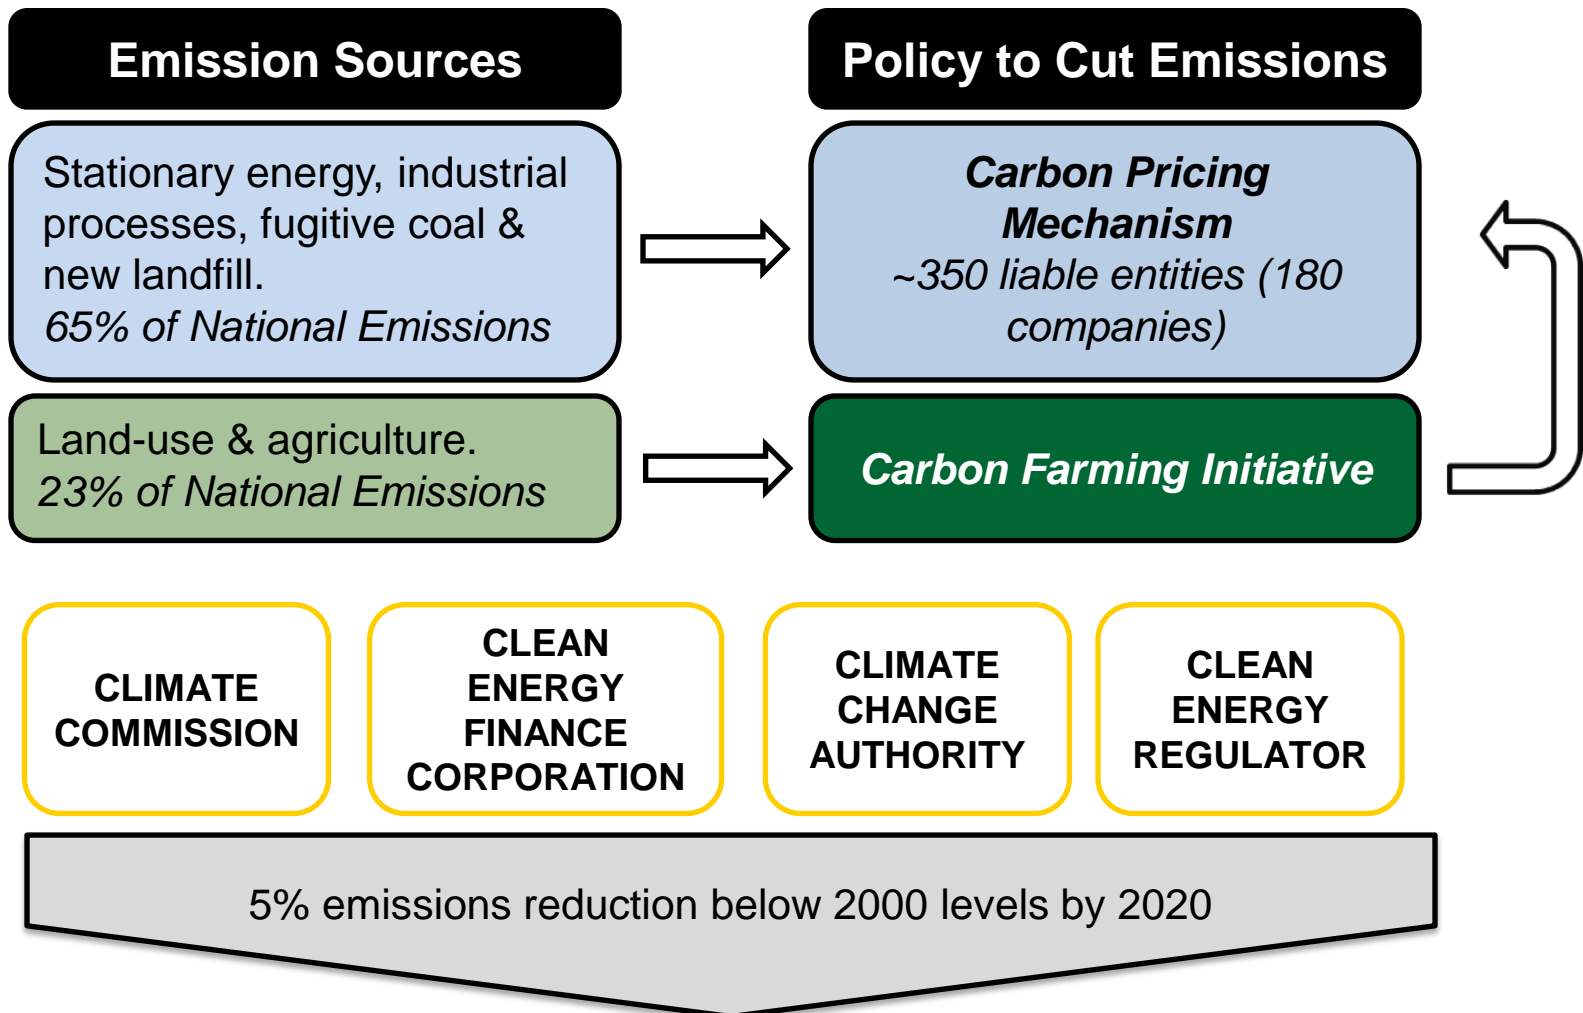 Emission Sources
Policy to Cut Emissions
Stationary energy, industrial
processes, fugitive coal &
new landfill.
65% of National Emissions
Carbon Pricing
Mechanism
~350 liable entities (180
companies)
Land-use & agriculture.
23% of National Emissions
Carbon Farming Initiative
CLIMATE
COMMISSION
CLEAN
ENERGY
FINANCE
CORPORATION
CLIMATE
CHANGE
AUTHORITY
CLEAN
ENERGY
REGULATOR
5% emissions reduction below 2000 levels by 2020